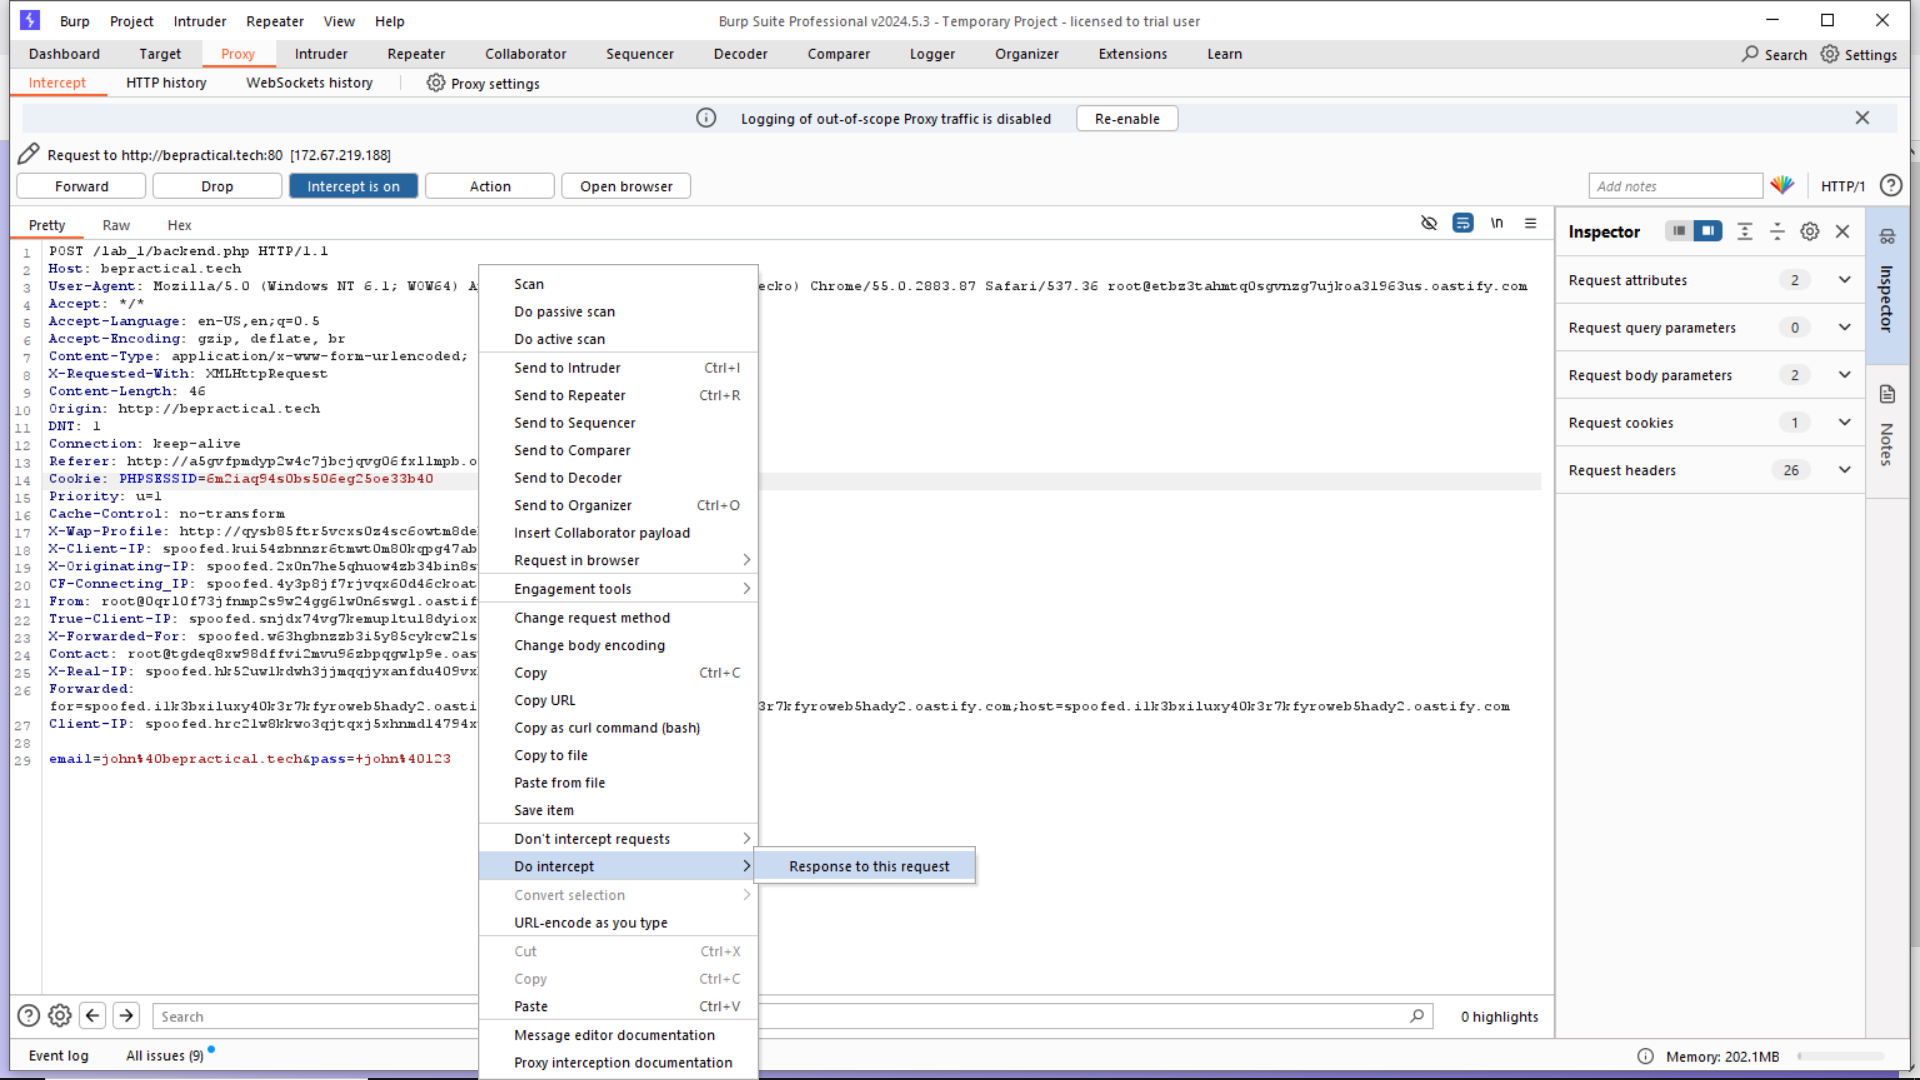 Burp Project Intruder Repeater View Help Burp Suite Professional v2024.5.3 - Temporary Project - licensed to trial user
Dashboard Target Proxy Intruder Repeater Collaborator Sequencer Decoder Comparer Logger Organizer Extensions Learn Search Settings
Intercept HTTP history WebSockets history Proxy settings
Logging of out-of-scope Proxy traffic is disabled Re-enable
Request to http://bepractical.tech:80 [172.67.219.188]
Forward Drop Intercept is on Action Open browser Add notes HTTP/1
Pretty Raw Hex \n
1 POST /lab_1/backend.php HTTP/1.1
2 Host: bepractical.tech
3 User-Agent: Mozilla/5.0 (Windows NT 6.1; WOW64) A ecko) Chrome/55.0.2883.87 Safari/537.36 root@etbz3tahmtq0sgvnzg7ujkoa31963us.oastify.com
4 Accept: */*
5 Accept-Language: en-US,en;q=0.5
6 Accept-Encoding: gzip, deflate, br
7 Content-Type: application/x-www-form-urlencoded;
8 X-Requested-With: XMLHttpRequest
9 Content-Length: 46
10 Origin: http://bepractical.tech
11 DNT: 1
12 Connection: keep-alive
13 Referer: http://a5gvfpmdyp2w4c7jbcjqvg06fxllmpb.o
14 Cookie: PHPSESSID=6m2iaq94s0bs506eg25oe33b40
15 Priority: u=1
16 Cache-Control: no-transform
17 X-Wap-Profile: http://qysb85ftr5vcxs0z4sc6owtm8de
18 X-Client-IP: spoofed.kui54zbnnzr6tmwt0m80kqpg47ab
19 X-Originating-IP: spoofed.2x0n7he5qhuow4zb34bin8s
20 CF-Connecting_IP: spoofed.4y3p8jf7rjvqx60d46ckoat
21 From: root@0qrl0f73jfnmp2s9w24gg6lw0n6swgl.oastif
22 True-Client-IP: spoofed.snjdx74vg7kemupltul8dyiox
23 X-Forwarded-For: spoofed.w63hgbnzzb3i5y85cykcw2ls
24 Contact: root@tgdeq8xw98dffvi2mvu96zbpqgwlp9e.oas
25 X-Real-IP: spoofed.hk52uwlkdwh3jjmqqjyxanfdu409vx
26 Forwarded:
for=spoofed.ilk3bxiluxy40k3r7kfyroweb5hady2.oasti 3r7kfyroweb5hady2.oastify.com;host=spoofed.ilk3bxiluxy40k3r7kfyroweb5hady2.oastify.com
27 Client-IP: spoofed.hrc2lw8kkwo3qjtqxj5xhnmdl4794x
28
29 email=john%40bepractical.tech&pass=+john%40123
Scan
Do passive scan
Do active scan
Send to Intruder Ctrl+I
Send to Repeater Ctrl+R
Send to Sequencer
Send to Comparer
Send to Decoder
Send to Organizer Ctrl+O
Insert Collaborator payload
Request in browser
Engagement tools
Change request method
Change body encoding
Copy Ctrl+C
Copy URL
Copy as curl command (bash)
Copy to file
Paste from file
Save item
Don't intercept requests
Do intercept Response to this request
Convert selection
URL-encode as you type
Cut Ctrl+X
Copy Ctrl+C
Paste Ctrl+V
Message editor documentation
Proxy interception documentation
Inspector
Request attributes 2
Request query parameters 0
Request body parameters 2
Request cookies 1
Request headers 26
Inspector
Notes
Search 0 highlights
Event log All issues (9) Memory: 202.1MB